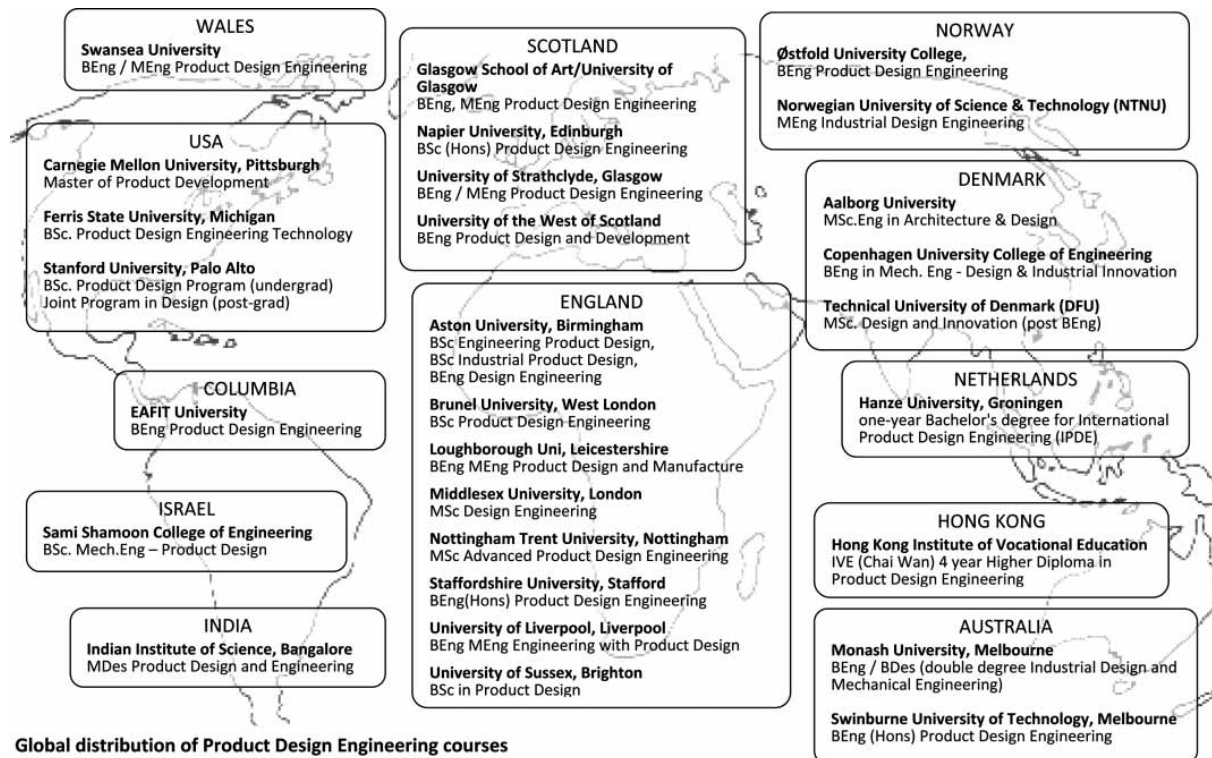 WALES
Swansea University
BEng / MEng Product Design Engineering
USA
Carnegie Mellon University, Pittsburgh
Master of Product Development
Ferris State University, Michigan
BSc. Product Design Engineering Technology
Stanford University, Palo Alto
BSc. Product Design Program (undergrad)
Joint Program in Design (post-grad)
COLUMBIA
EAFIT University
BEng Product Design Engineering
ISRAEL
Sami Shamoon College of Engineering
BSc. Mech.Eng – Product Design
INDIA
Indian Institute of Science, Bangalore
MDes Product Design and Engineering
SCOTLAND
Glasgow School of Art/University of
Glasgow
BEng, MEng Product Design Engineering
Napier University, Edinburgh
BSc (Hons) Product Design Engineering
University of Strathclyde, Glasgow
BEng / MEng Product Design Engineering
University of the West of Scotland
BEng Product Design and Development
ENGLAND
Aston University, Birmingham
BSc Engineering Product Design,
BSc Industrial Product Design,
BEng Design Engineering
Brunel University, West London
BSc Product Design Engineering
Loughborough Uni, Leicestershire
BEng MEng Product Design and Manufacture
Middlesex University, London
MSc Design Engineering
Nottingham Trent University, Nottingham
MSc Advanced Product Design Engineering
Staffordshire University, Stafford
BEng(Hons) Product Design Engineering
University of Liverpool, Liverpool
BEng MEng Engineering with Product Design
University of Sussex, Brighton
BSc in Product Design
NORWAY
Østfold University College,
BEng Product Design Engineering
Norwegian University of Science & Technology (NTNU)
MEng Industrial Design Engineering
DENMARK
Aalborg University
MSc.Eng in Architecture & Design
Copenhagen University College of Engineering
BEng in Mech. Eng - Design & Industrial Innovation
Technical University of Denmark (DFU)
MSc. Design and Innovation (post BEng)
NETHERLANDS
Hanze University, Groningen
one-year Bachelor's degree for International
Product Design Engineering (IPDE)
HONG KONG
Hong Kong Institute of Vocational Education
IVE (Chai Wan) 4 year Higher Diploma in
Product Design Engineering
AUSTRALIA
Monash University, Melbourne
BEng / BDes (double degree Industrial Design and
Mechanical Engineering)
Swinburne University of Technology, Melbourne
BEng (Hons) Product Design Engineering
Global distribution of Product Design Engineering courses